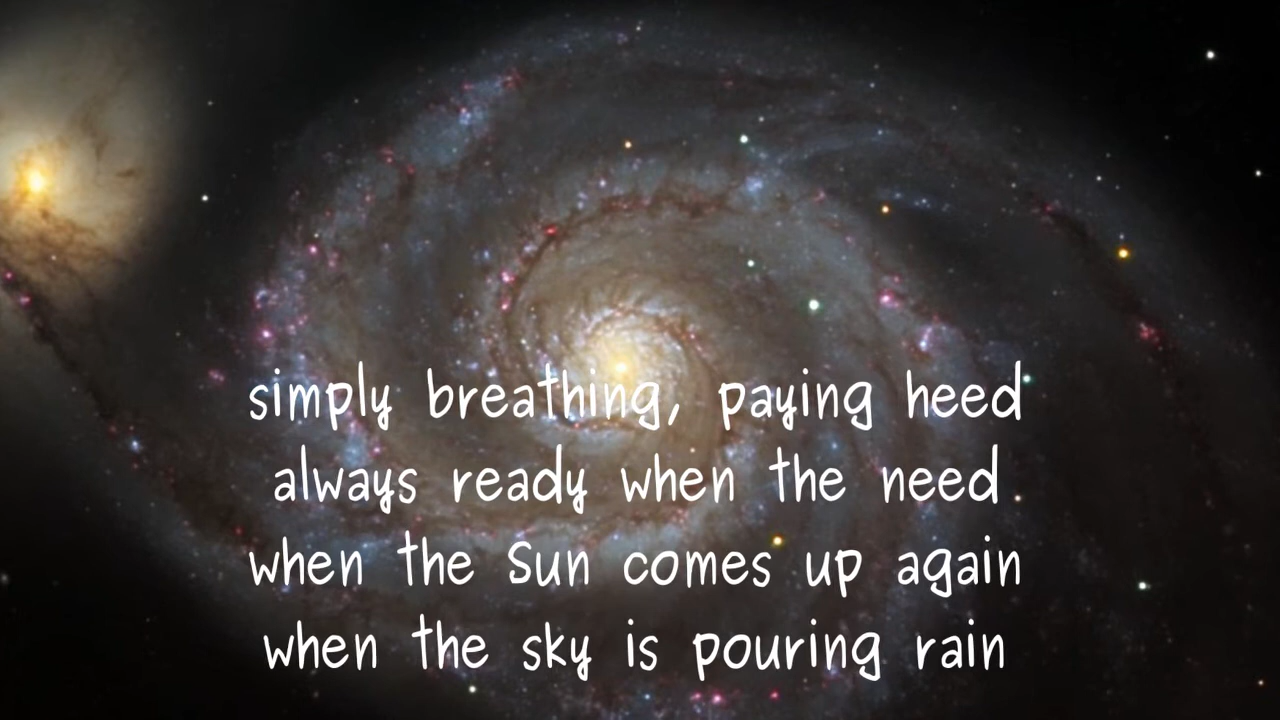 simply breathing, paying heed
always ready when the need
when the Sun comes up again
when the sky is pouring rain